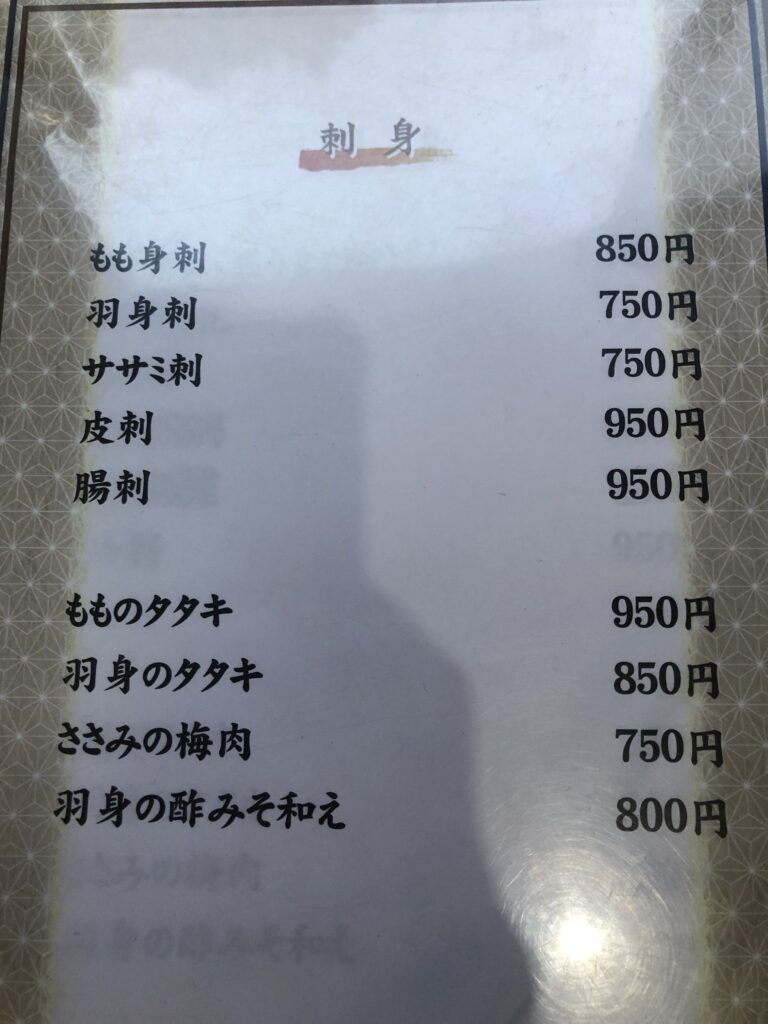 刺身
もも身刺 850円
羽身刺 750円
ササミ刺 750円
皮刺 950円
腸刺 950円
もものタタキ 950円
羽身のタタキ 850円
ささみの梅肉 750円
羽身の酢みそ和え 800円